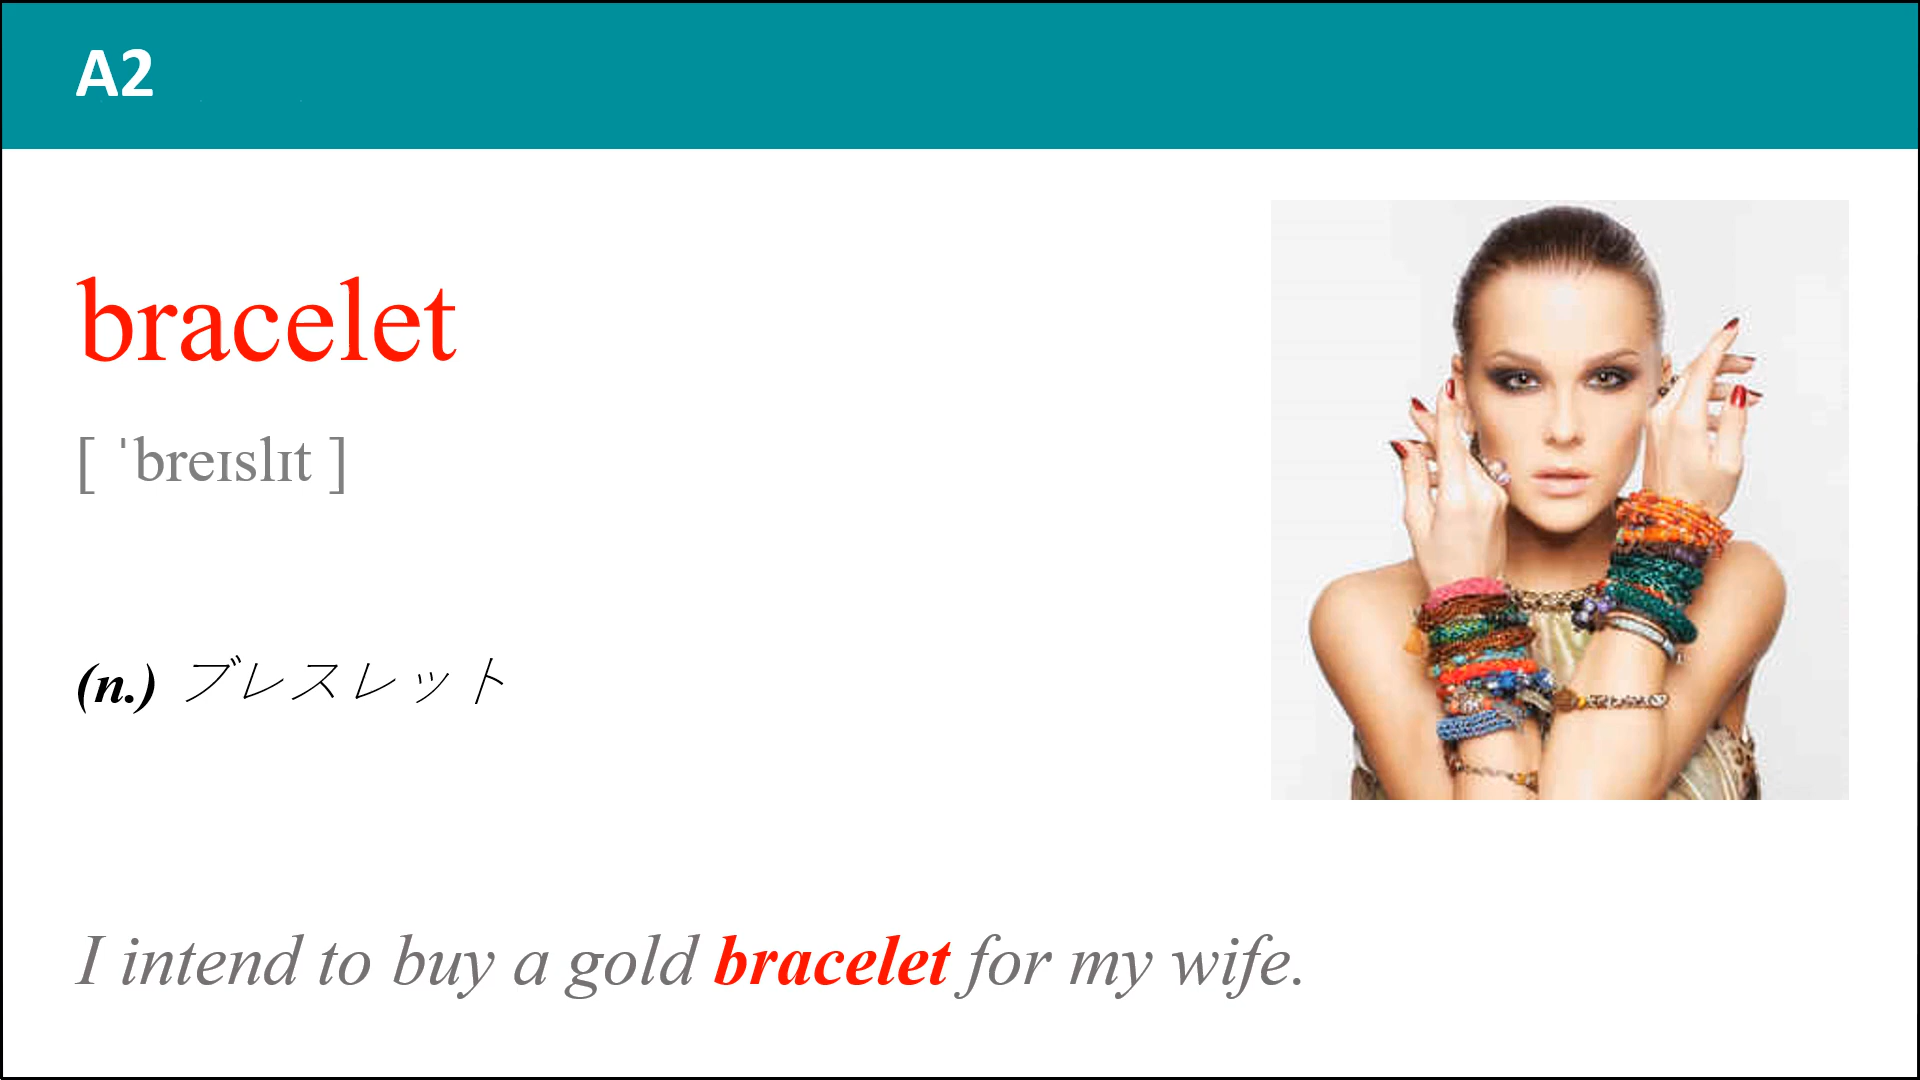 A2
bracelet
[ ˈbreɪslɪt ]
(n.) ブレスレット
I intend to buy a gold bracelet for my wife.